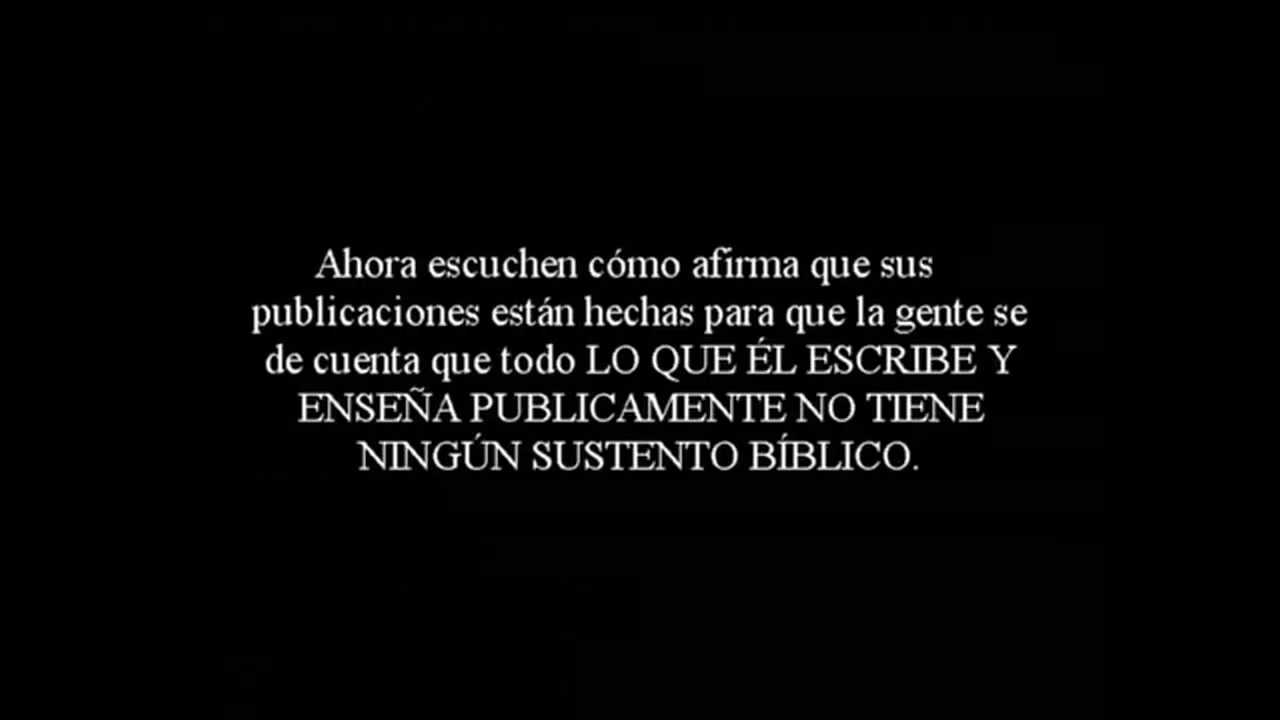 Ahora escuchen cómo afirma que sus
publicaciones están hechas para que la gente se
de cuenta que todo LO QUE ÉL ESCRIBE Y
ENSEÑA PUBLICAMENTE NO TIENE
NINGÚN SUSTENTO BÍBLICO.